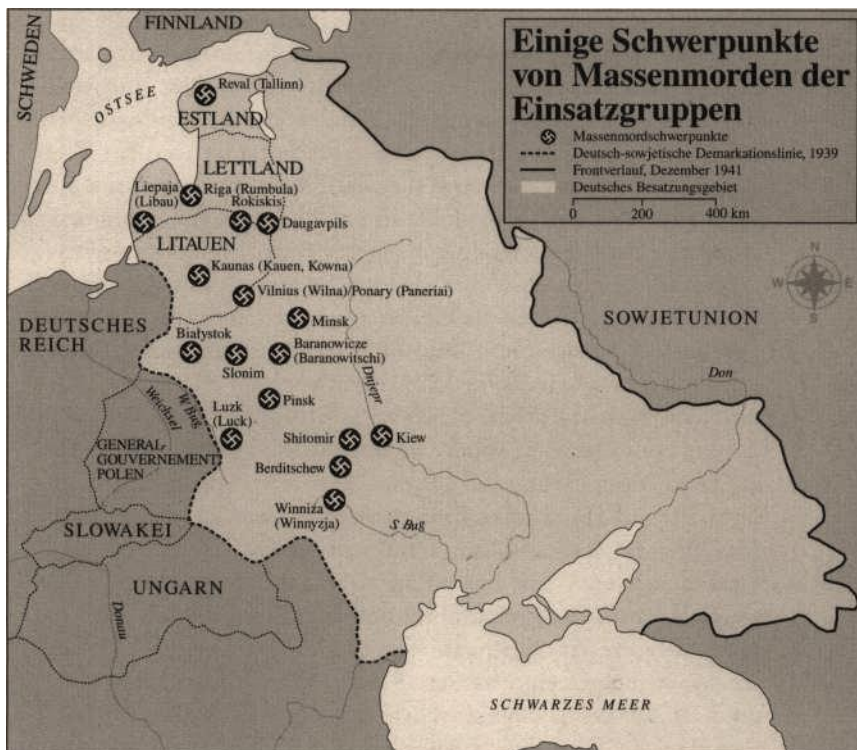 FINNLAND
SCHWEDEN
OSTSEE
Einige Schwerpunkte
von Massenmorden der
Einsatzgruppen
Massenmordschwerpunkte
Deutsch-sowjetische Demarkationslinie, 1939
Frontverlauf, Dezember 1941
Deutsches Besatzungsgebiet
0 200 400 km
Reval (Tallinn)
ESTLAND
LETTLAND
Liepaja
(Libau)
Riga (Rumbula)
Rokiskis
Daugavpils
LITAUEN
Kaunas (Kauen, Kowna)
Vilnius (Wilna)/Ponary (Paneriai)
N
W E
S
DEUTSCHES
REICH
Minsk
SOWJETUNION
Białystok
Baranowicze
(Baranowitschi)
Slonim
Dnjepr
Don
Pinsk
Weichsel
W Bug
Luzk
(Luck)
Shitomir
Kiew
GENERAL-
GOUVERNEMENT
POLEN
Berditschew
Winniza
(Winnyzja)
S Bug
SLOWAKEI
UNGARN
Donau
SCHWARZES MEER